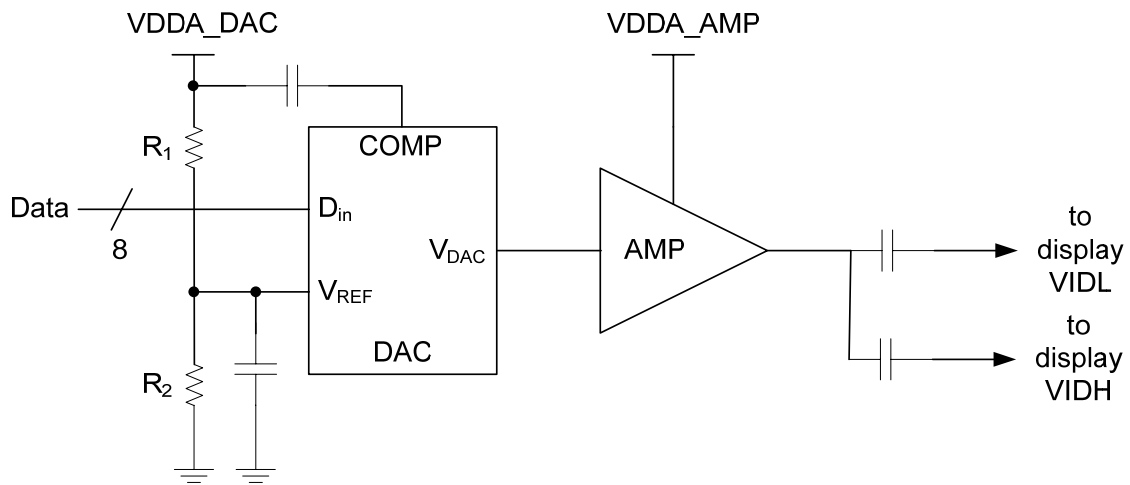 VDDA_DAC
VDDA_AMP
R1
COMP
Data
8
Din
VDAC
AMP
VREF
DAC
R2
to
display
VIDL
to
display
VIDH